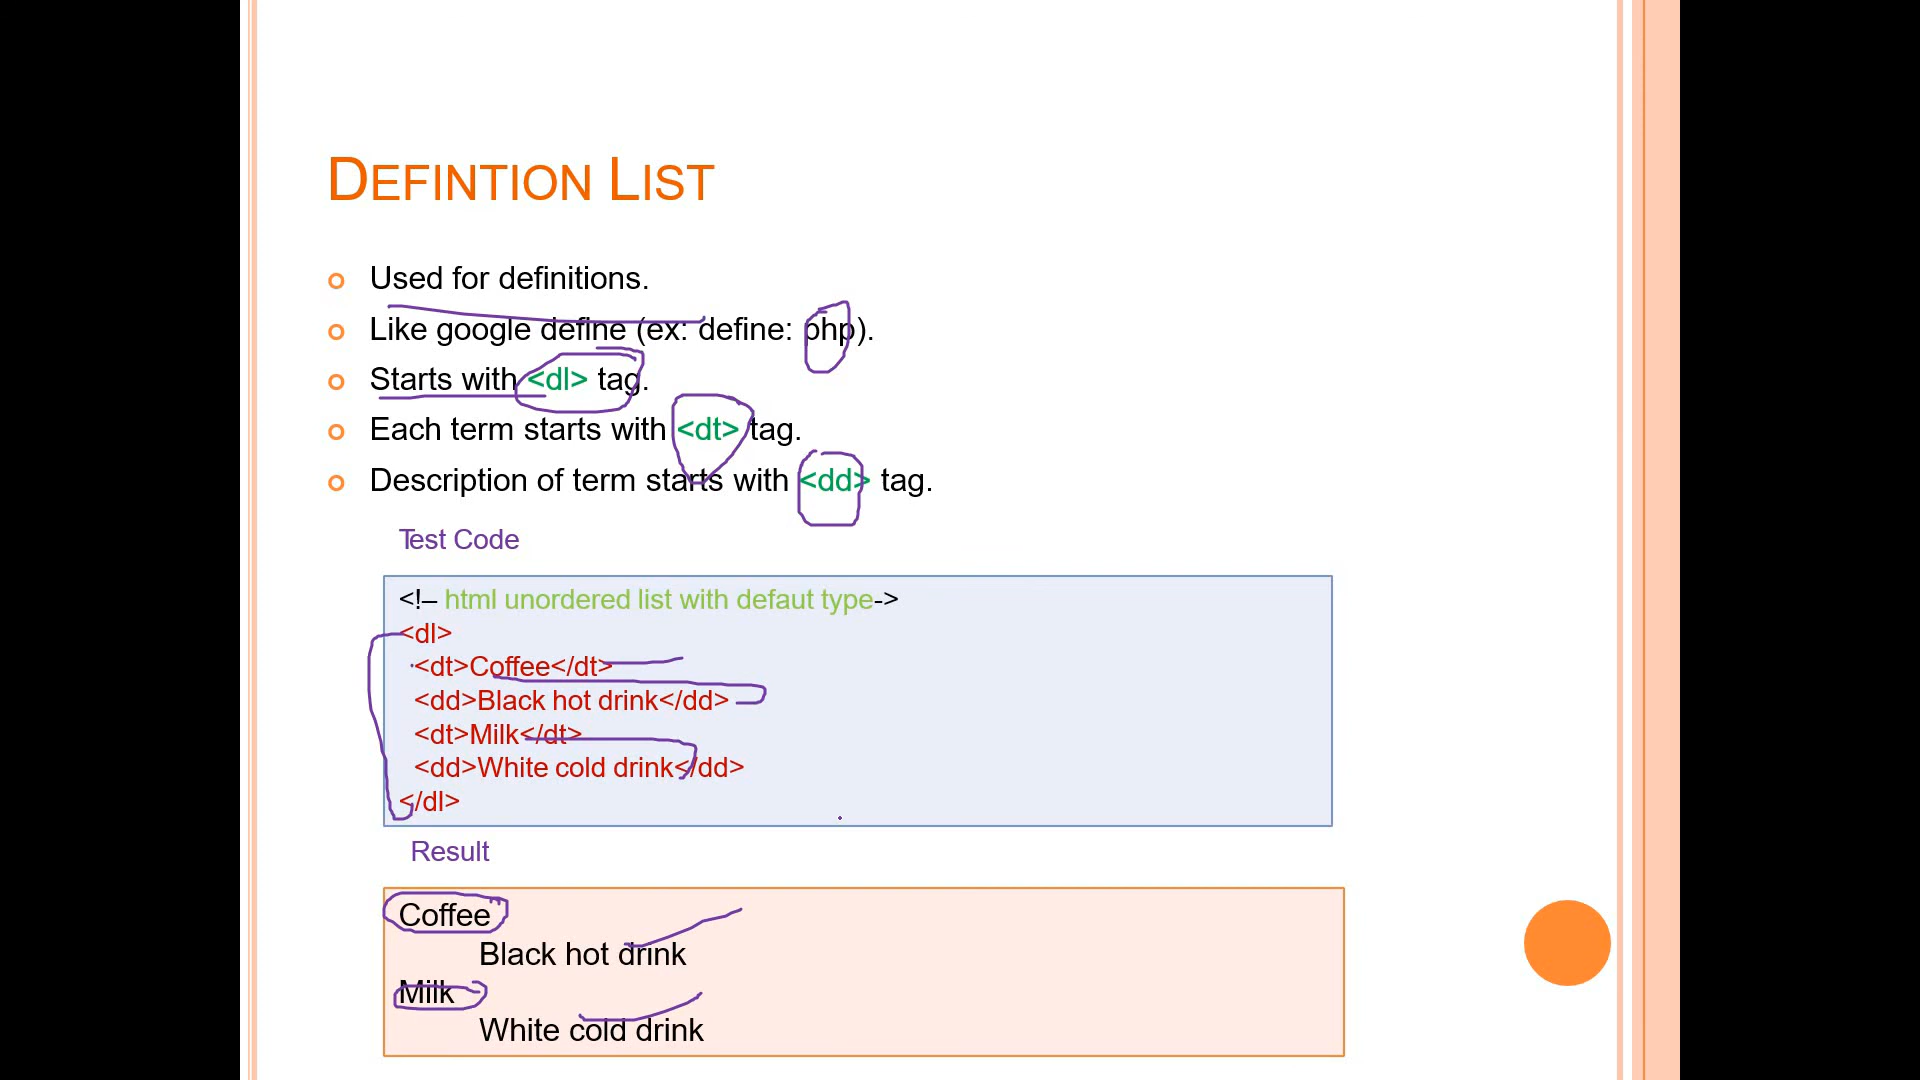 DEFINTION LIST
Used for definitions.
Like google define (ex: define: php).
Starts with <dl> tag.
Each term starts with <dt> tag.
Description of term starts with <dd> tag.
Test Code
<!– html unordered list with defaut type->
<dl>
<dt>Coffee</dt>
<dd>Black hot drink</dd>
<dt>Milk</dt>
<dd>White cold drink</dd>
</dl>
Result
Coffee
Black hot drink
Milk
White cold drink